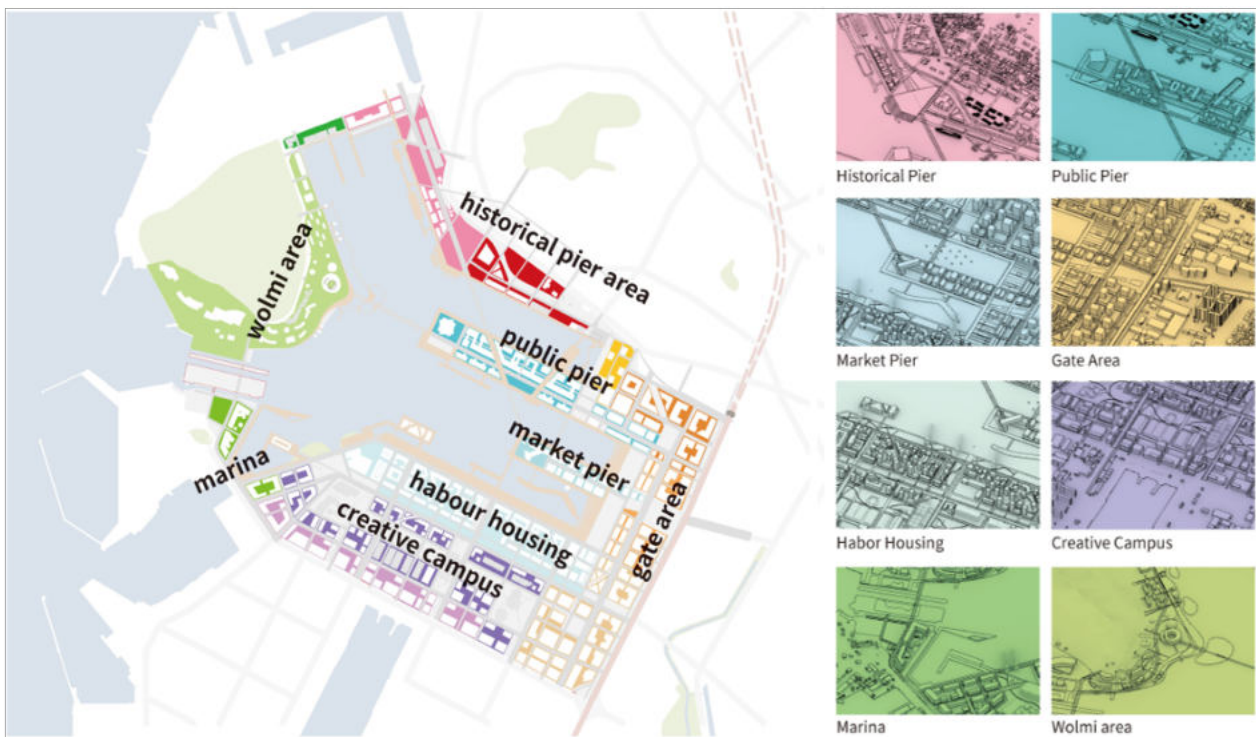 wolmi area
historical pier area
public pier
market pier
marina
habour housing
creative campus
gate area
Historical Pier
Public Pier
Market Pier
Gate Area
Habor Housing
Creative Campus
Marina
Wolmi area